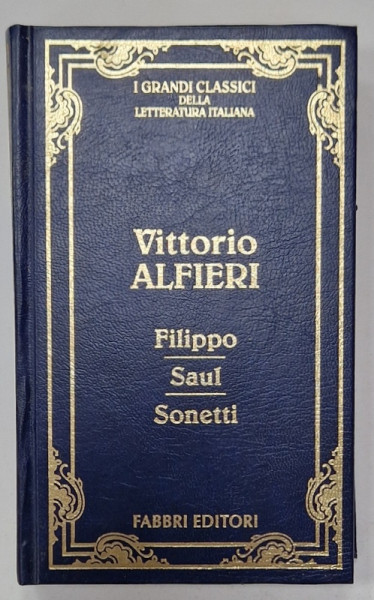 I GRANDI CLASSICI
DELLA
LETTERATURA ITALIANA
Vittorio
ALFIERI
Filippo
Saul
Sonetti
FABBRI EDITORI